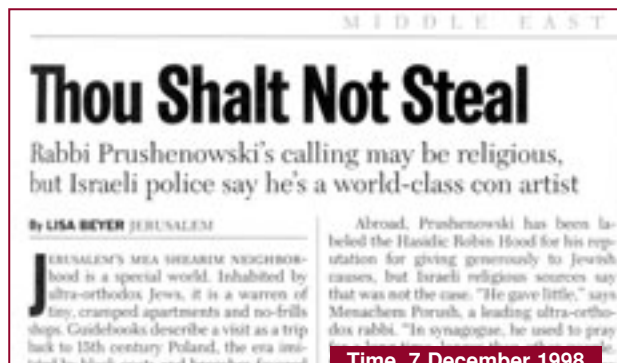 MIDDLE EAST
Thou Shalt Not Steal
Rabbi Prushenowski's calling may be religious,
but Israeli police say he's a world-class con artist
By LISA BEYER JERUSALEM
JERUSALEM'S MEA SHEARIM NEIGHBOR-
hood is a special world. Inhabited by
ultra-orthodox Jews, it is a warren of
tiny, cramped apartments and no-frills
shops. Guidebooks describe a visit as a trip
back to 15th century Poland, the era imi-
Abroad, Prushenowski has been la-
beled the Hasidic Robin Hood for his rep-
utation for giving generously to Jewish
causes, but Israeli religious sources say
that was not the case. "He gave little," says
Menachem Porush, a leading ultra-ortho-
dox rabbi. "In synagogue, he used to pray
Time, 7 December 1998